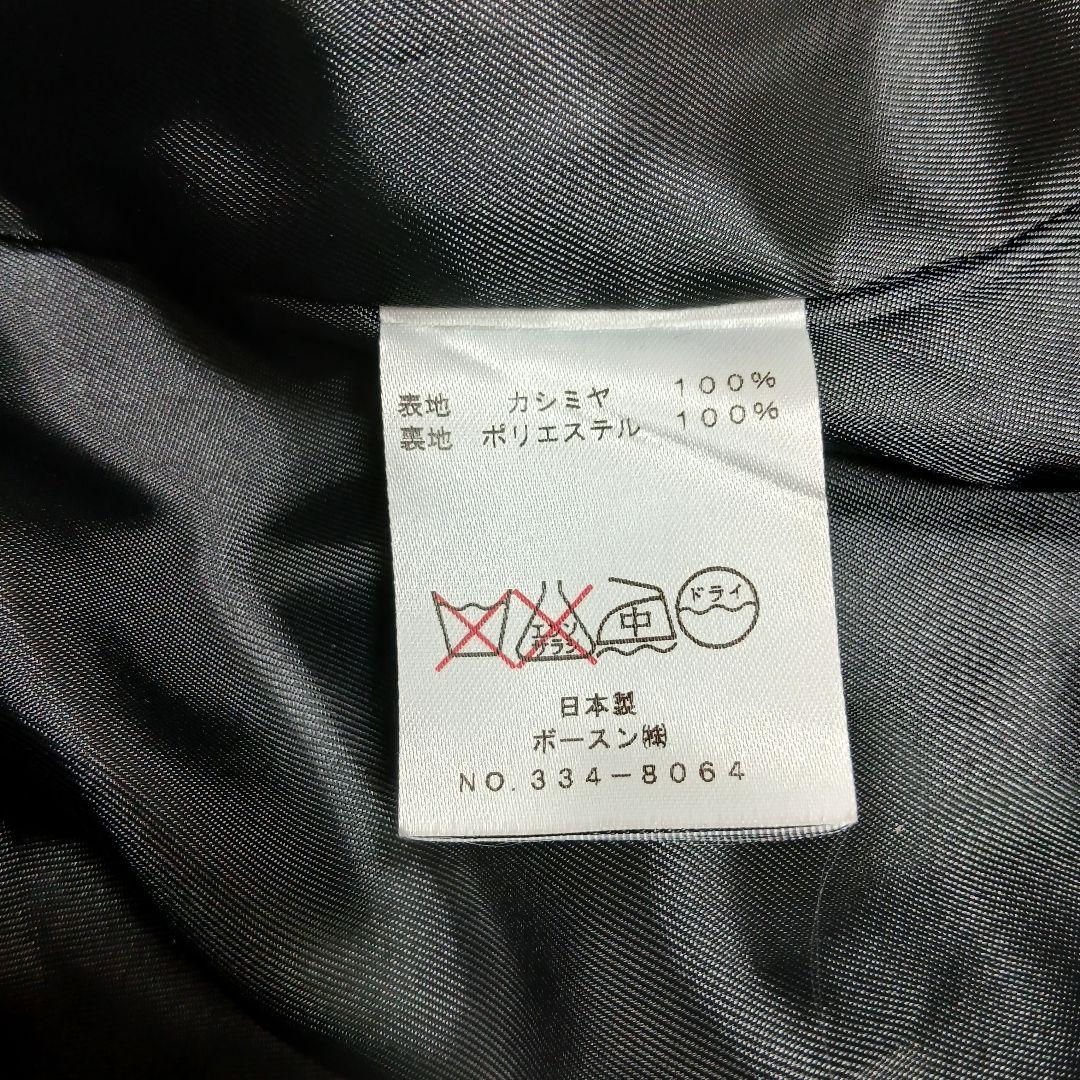 表地 カシミヤ 100%
裏地 ポリエステル 100%
エンソ
サラシ
中
ドライ
日本製
ボースン㈱
NO.334-8064